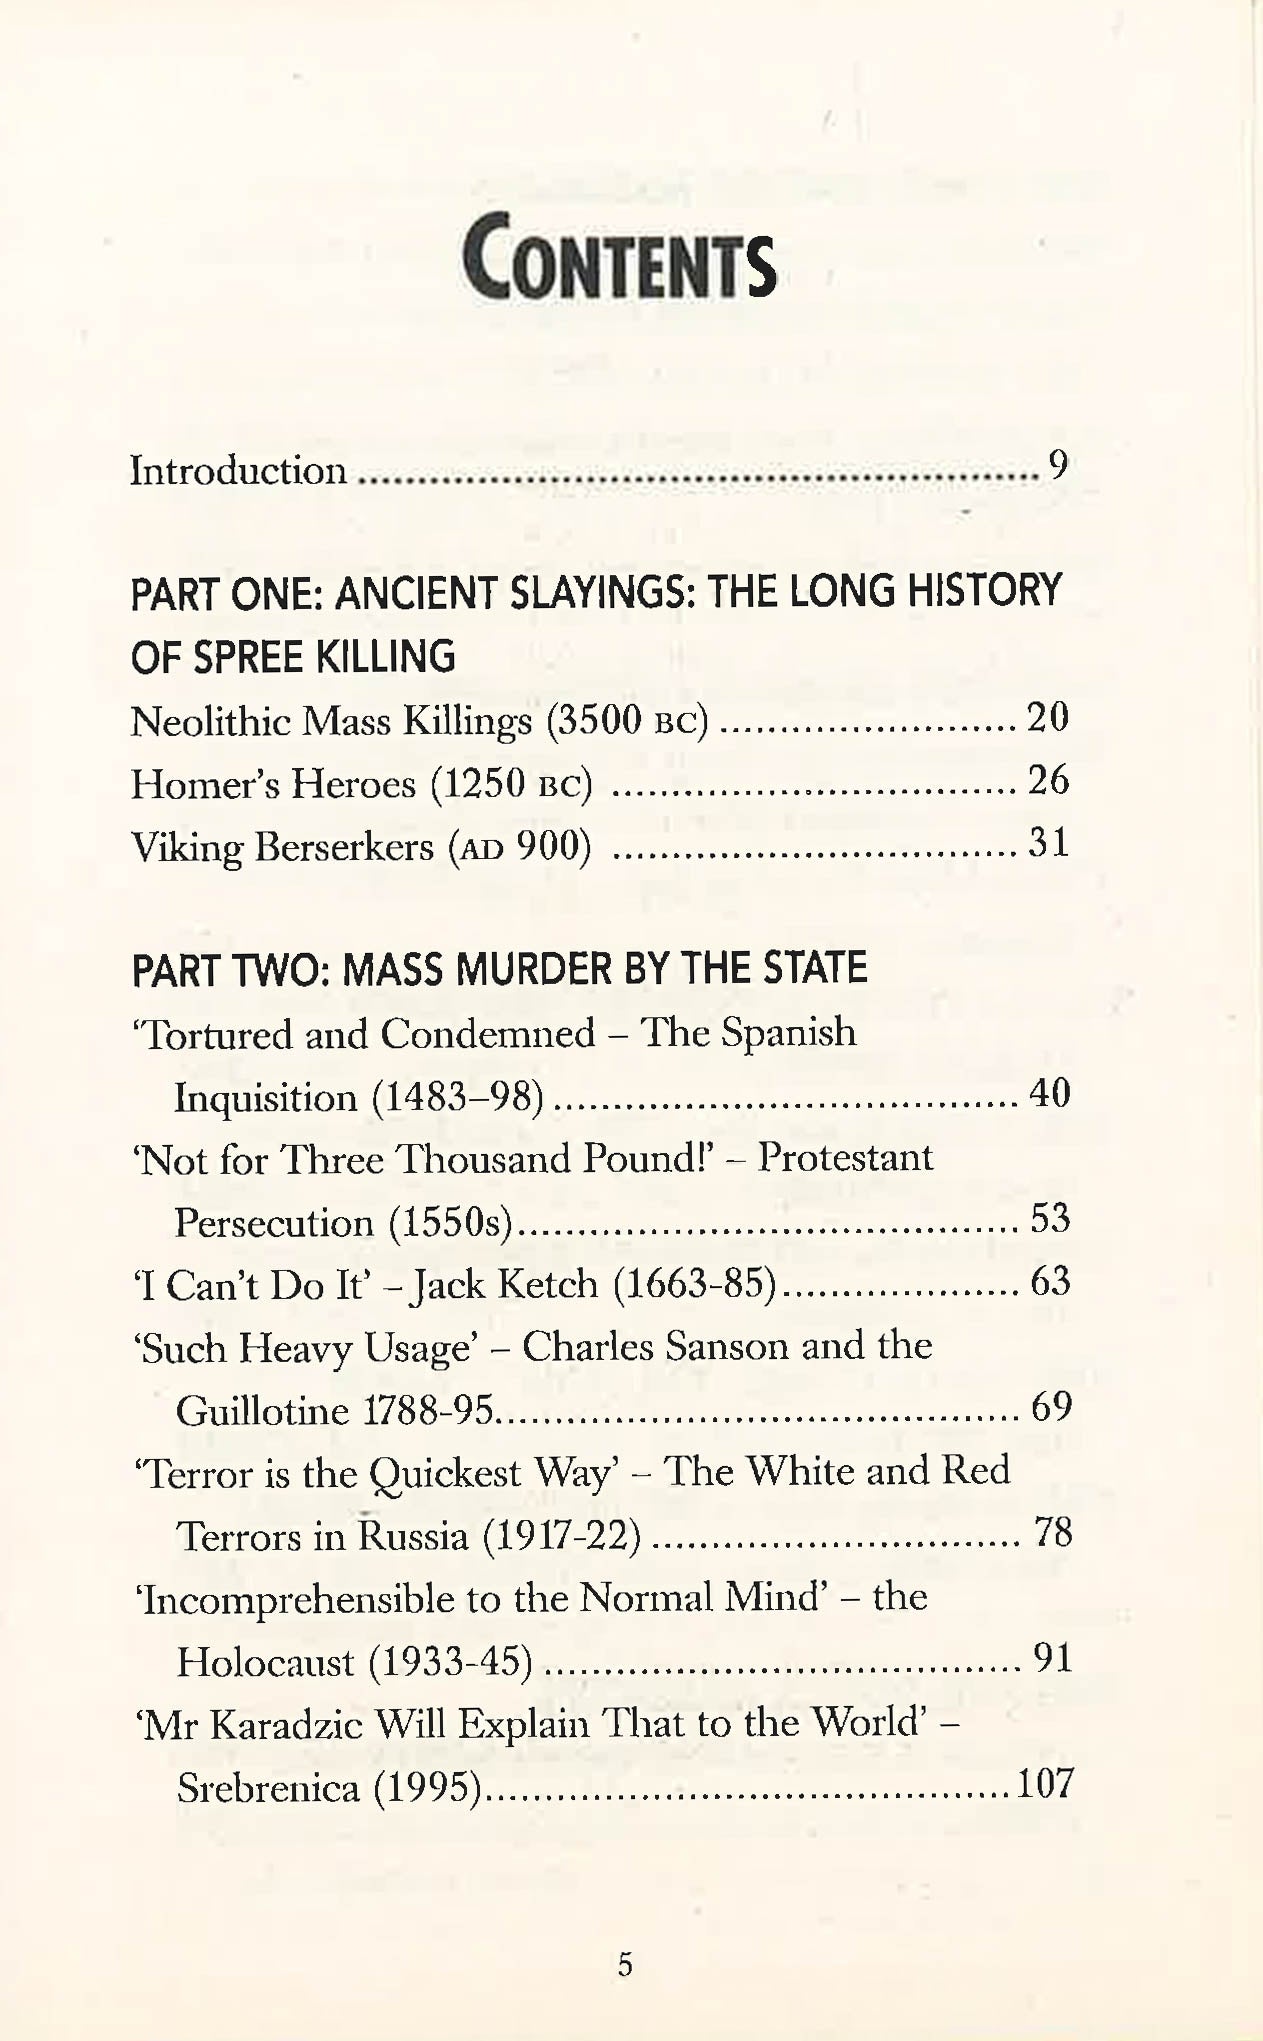 CONTENTS
Introduction ........................................................ 9
PART ONE: ANCIENT SLAYINGS: THE LONG HISTORY
OF SPREE KILLING
Neolithic Mass Killings (3500 BC) ......................... 20
Homer’s Heroes (1250 BC) .................................. 26
Viking Berserkers (AD 900) .................................. 31
PART TWO: MASS MURDER BY THE STATE
‘Tortured and Condemned – The Spanish
Inquisition (1483–98) ....................................... 40
‘Not for Three Thousand Pound!’ – Protestant
Persecution (1550s).......................................... 53
‘I Can’t Do It’ – Jack Ketch (1663-85).................... 63
‘Such Heavy Usage’ – Charles Sanson and the
Guillotine 1788-95............................................ 69
‘Terror is the Quickest Way’ – The White and Red
Terrors in Russia (1917-22) ............................... 78
‘Incomprehensible to the Normal Mind’ – the
Holocaust (1933-45) ........................................ 91
‘Mr Karadzic Will Explain That to the World’ –
Srebrenica (1995)............................................ 107
5